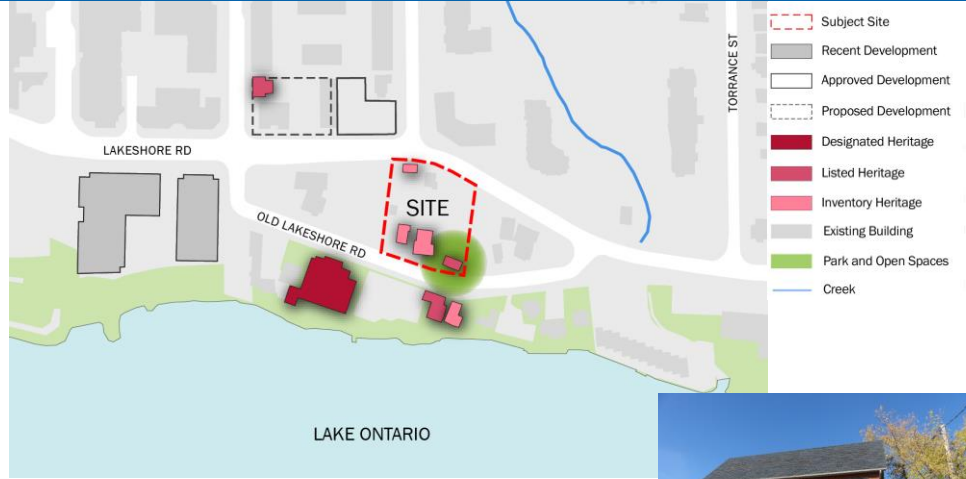 TORRANCE ST
LAKESHORE RD
OLD LAKESHORE RD
SITE
LAKE ONTARIO
Subject Site
Recent Development
Approved Development
Proposed Development
Designated Heritage
Listed Heritage
Inventory Heritage
Existing Building
Park and Open Spaces
Creek